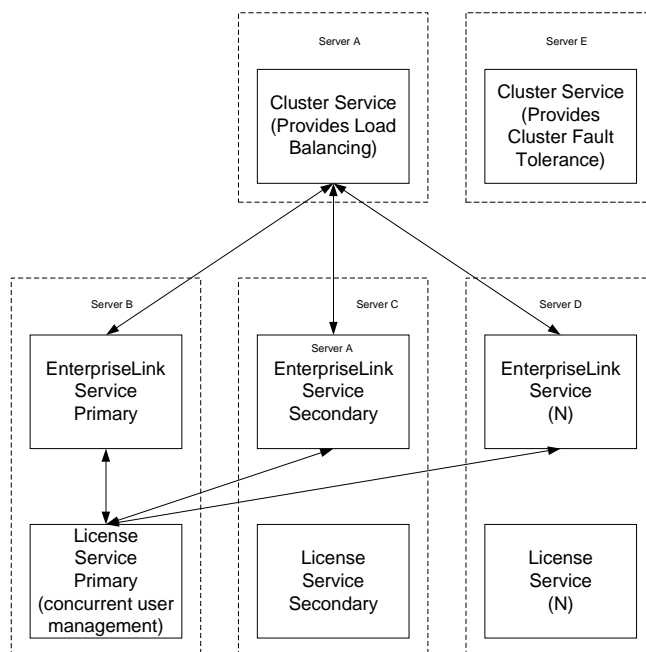 Server A
Cluster Service
(Provides Load
Balancing)
Server E
Cluster Service
(Provides
Cluster Fault
Tolerance)
Server B
EnterpriseLink
Service
Primary
License
Service
Primary
(concurrent user
management)
Server C
Server A
EnterpriseLink
Service
Secondary
License
Service
Secondary
Server D
EnterpriseLink
Service
(N)
License
Service
(N)